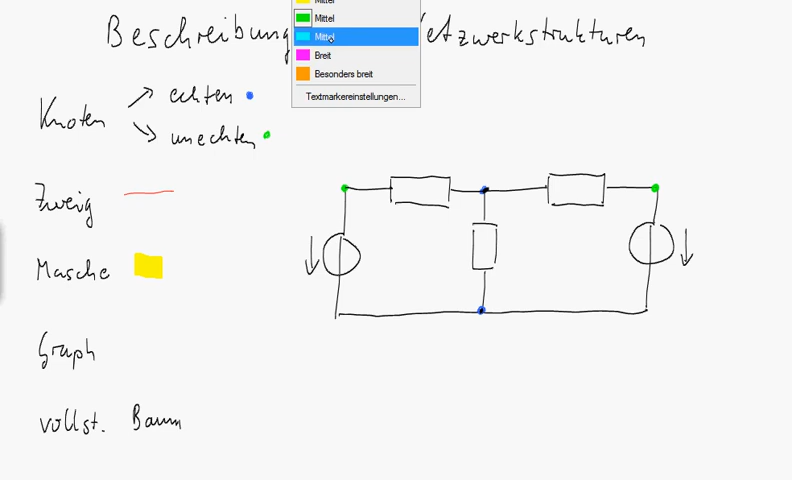 Mittel
Mittel
Mittel
Breit
Besonders breit
Textmarkereinstellungen...
Beschreibung etzwerkstrukturen
Knoten
echten
unechten
Zweig
Masche
Graph
vollst. Baum